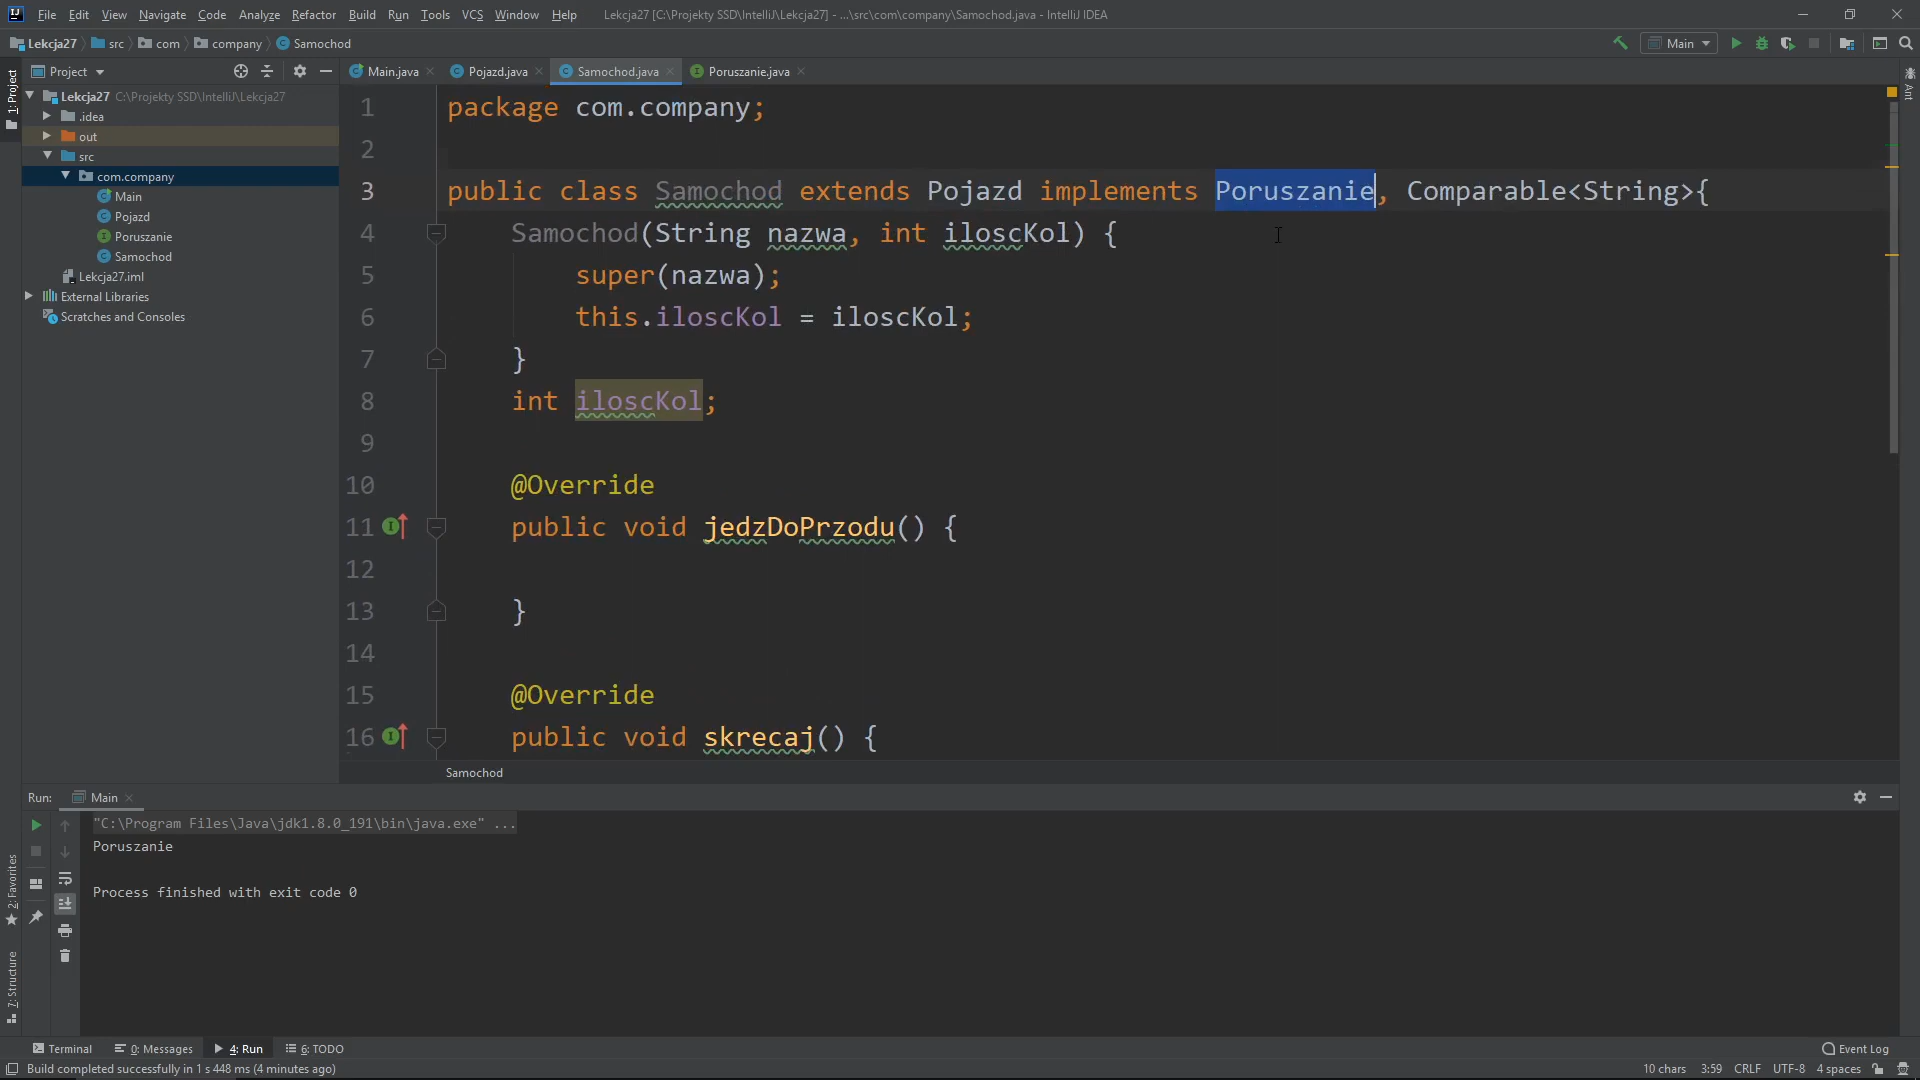 File Edit View Navigate Code Analyze Refactor Build Run Tools VCS Window Help Lekcja27 [C:\Projekty SSD\IntelliJ\Lekcja27] - ...\src\com\company\Samochod.java - IntelliJ IDEA
Lekcja27 src com company Samochod Main
Project Main.java Pojazd.java Samochod.java Poruszanie.java
1: Project
Ant
Lekcja27 C:\Projekty SSD\IntelliJ\Lekcja27
.idea
out
src
com.company
Main
Pojazd
Poruszanie
Samochod
Lekcja27.iml
External Libraries
Scratches and Consoles
1 package com.company;
2
3 public class Samochod extends Pojazd implements Poruszanie, Comparable<String>{
4 Samochod(String nazwa, int iloscKol) {
5 super(nazwa);
6 this.iloscKol = iloscKol;
7 }
8 int iloscKol;
9
10 @Override
11 public void jedzDoPrzodu() {
12
13 }
14
15 @Override
16 public void skrecaj() {
Samochod
Run: Main
"C:\Program Files\Java\jdk1.8.0_191\bin\java.exe" ...
Poruszanie
Process finished with exit code 0
2: Favorites
7: Structure
Terminal 0: Messages 4: Run 6: TODO Event Log
Build completed successfully in 1 s 448 ms (4 minutes ago) 10 chars 3:59 CRLF UTF-8 4 spaces